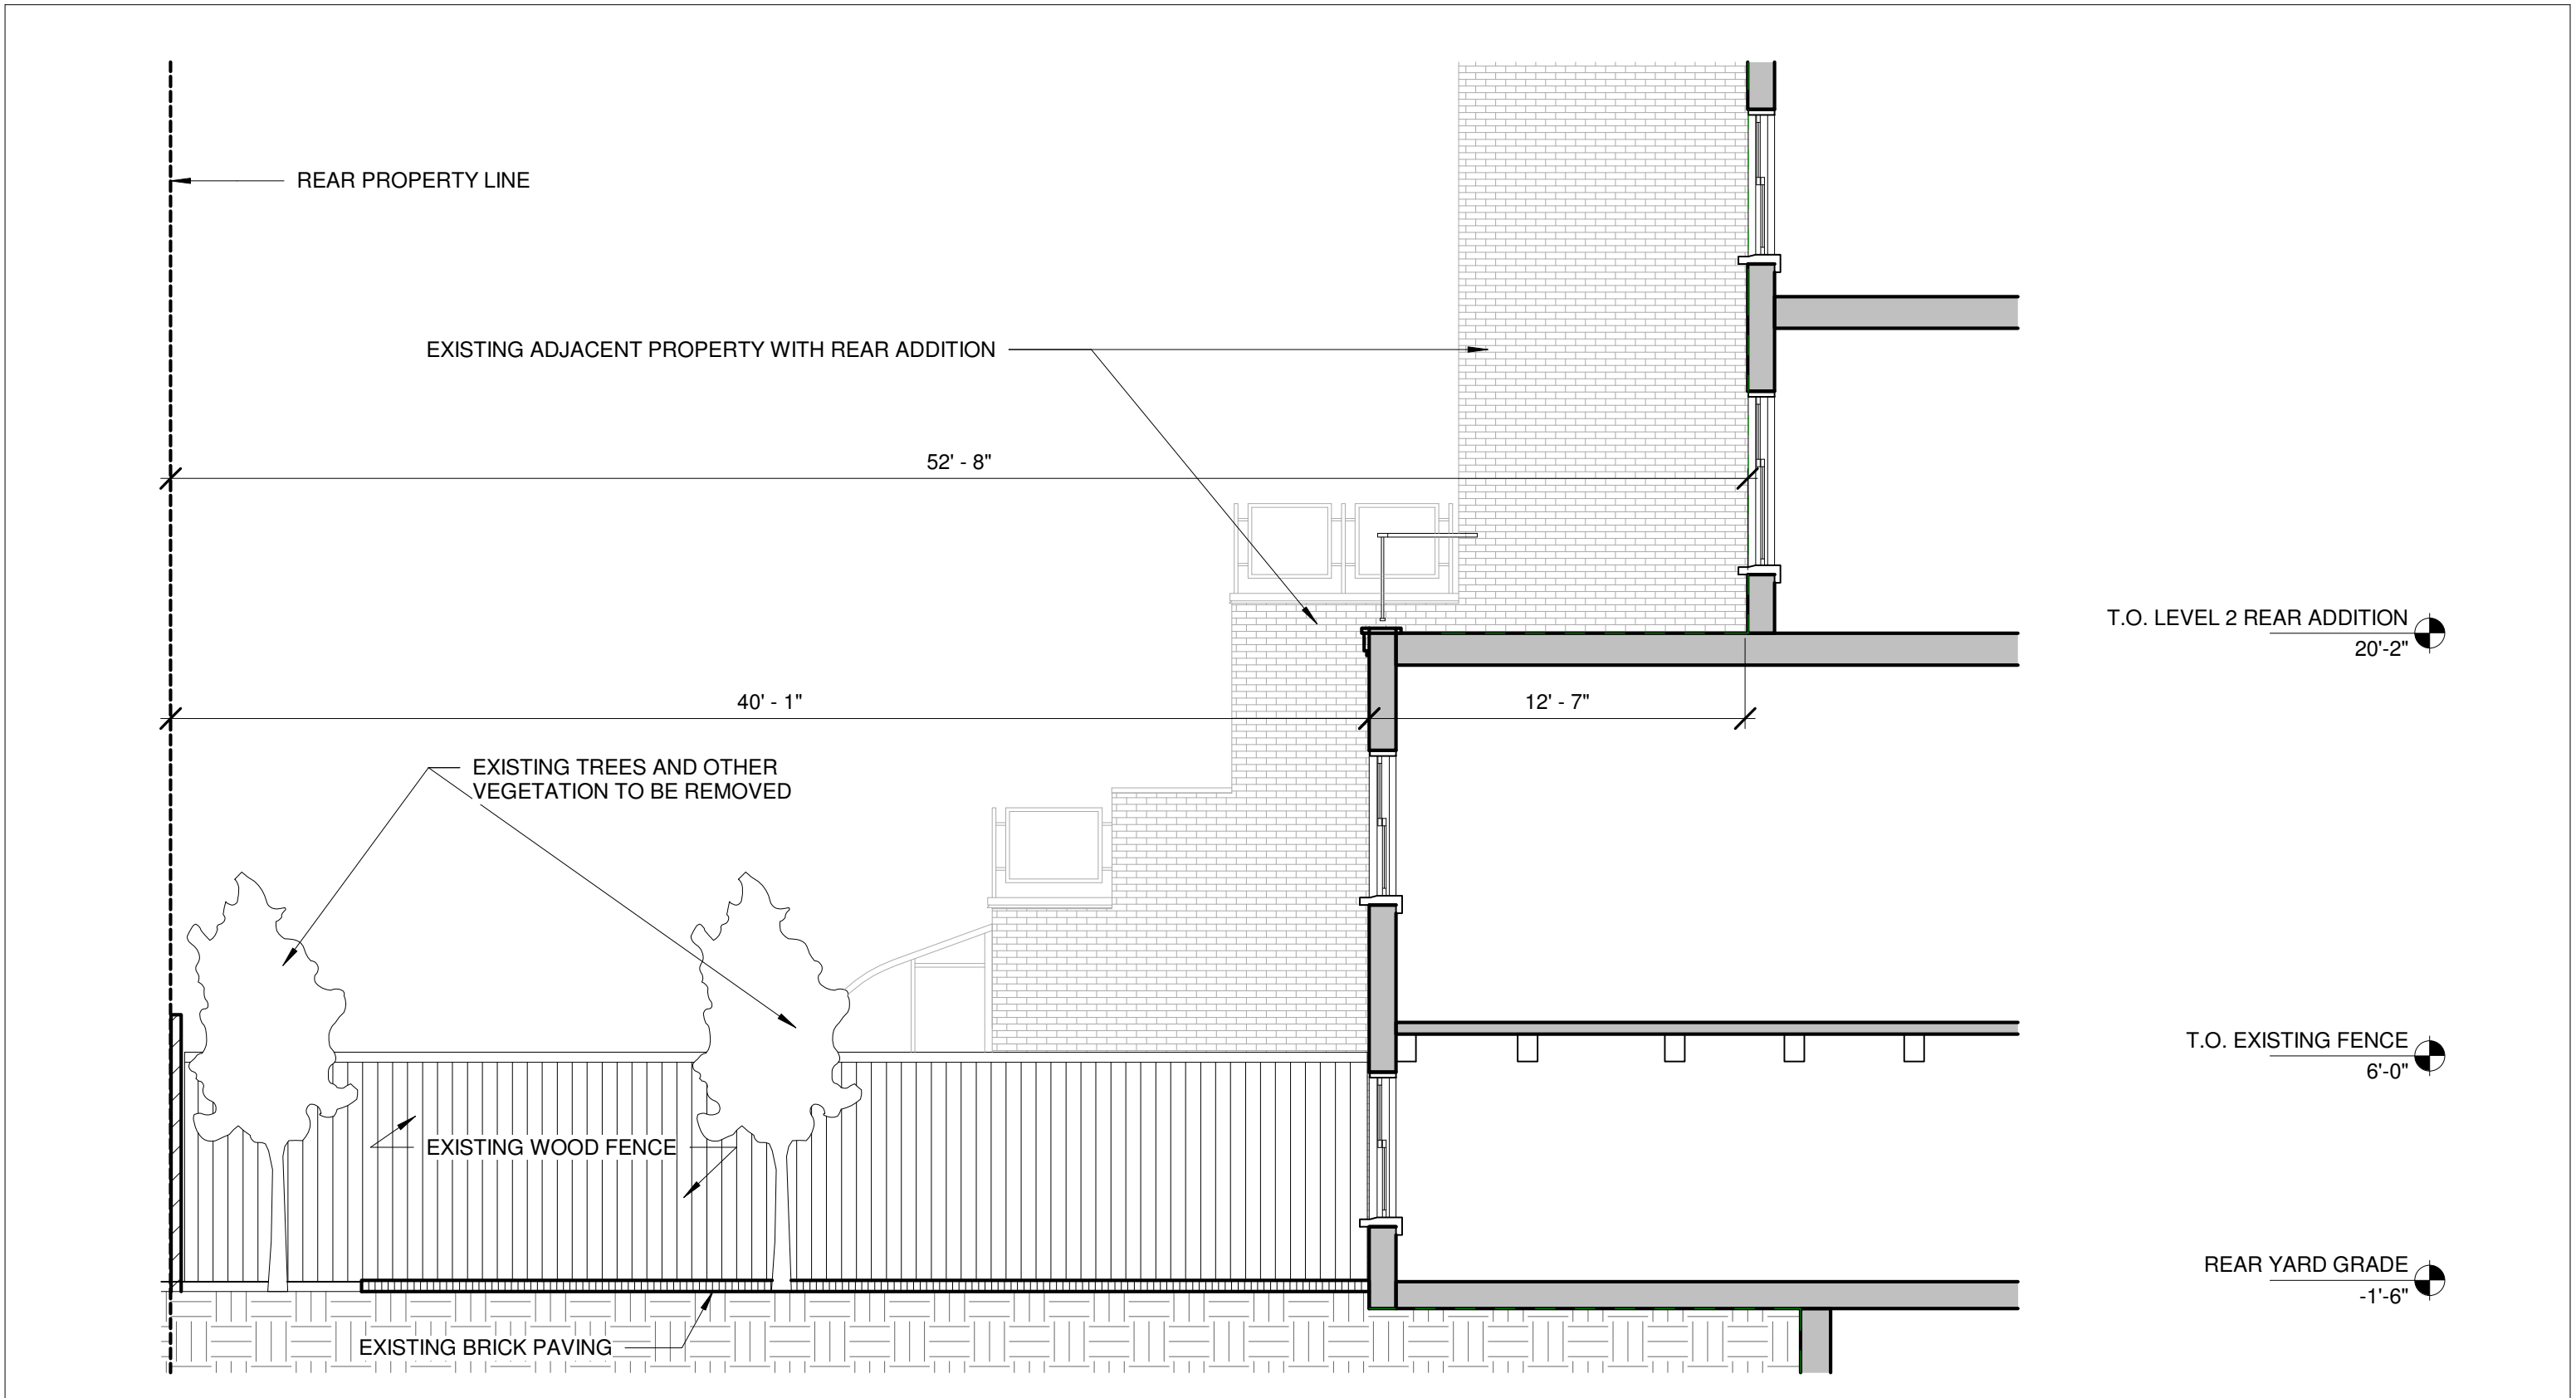 REAR PROPERTY LINE
EXISTING ADJACENT PROPERTY WITH REAR ADDITION
52' - 8"
T.O. LEVEL 2 REAR ADDITION
20'-2"
40' - 1"
12' - 7"
EXISTING TREES AND OTHER
VEGETATION TO BE REMOVED
T.O. EXISTING FENCE
6'-0"
EXISTING WOOD FENCE
REAR YARD GRADE
-1'-6"
EXISTING BRICK PAVING